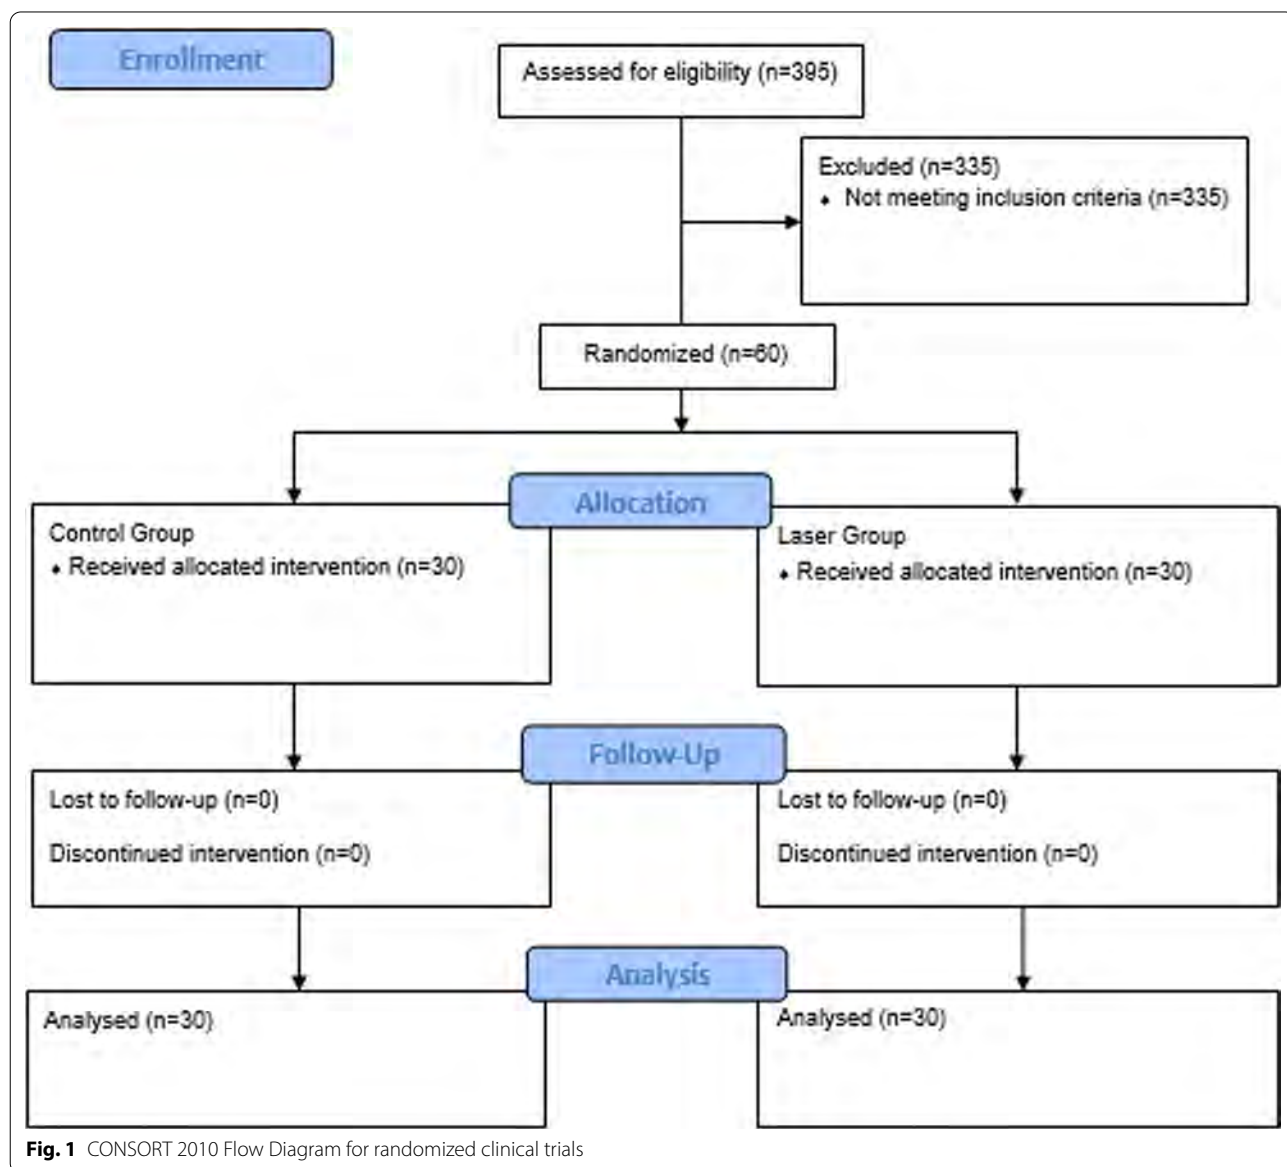 Enrollment
Assessed for eligibility (n=395)
Excluded (n=335)
⬥ Not meeting inclusion criteria (n=335)
Randomized (n=60)
Allocation
Control Group
⬥ Received allocated intervention (n=30)
Laser Group
⬥ Received allocated intervention (n=30)
Follow-Up
Lost to follow-up (n=0)
Discontinued intervention (n=0)
Lost to follow-up (n=0)
Discontinued intervention (n=0)
Analysis
Analysed (n=30)
Analysed (n=30)
Fig. 1 CONSORT 2010 Flow Diagram for randomized clinical trials